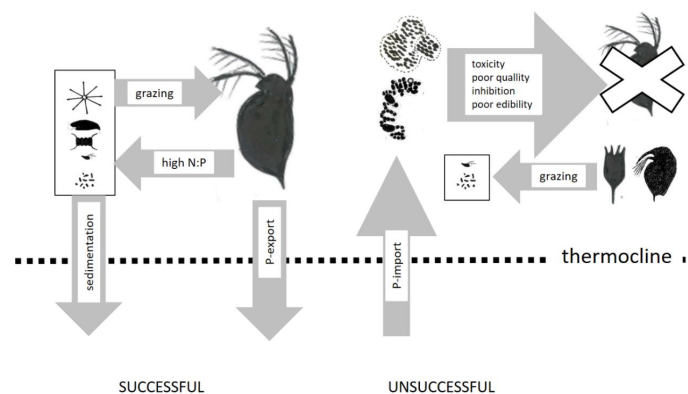 grazing
high N:P
sedimentation
P-export
P-import
toxicity
poor quallity
inhibition
poor edibility
grazing
thermocline
SUCCESSFUL
UNSUCCESSFUL